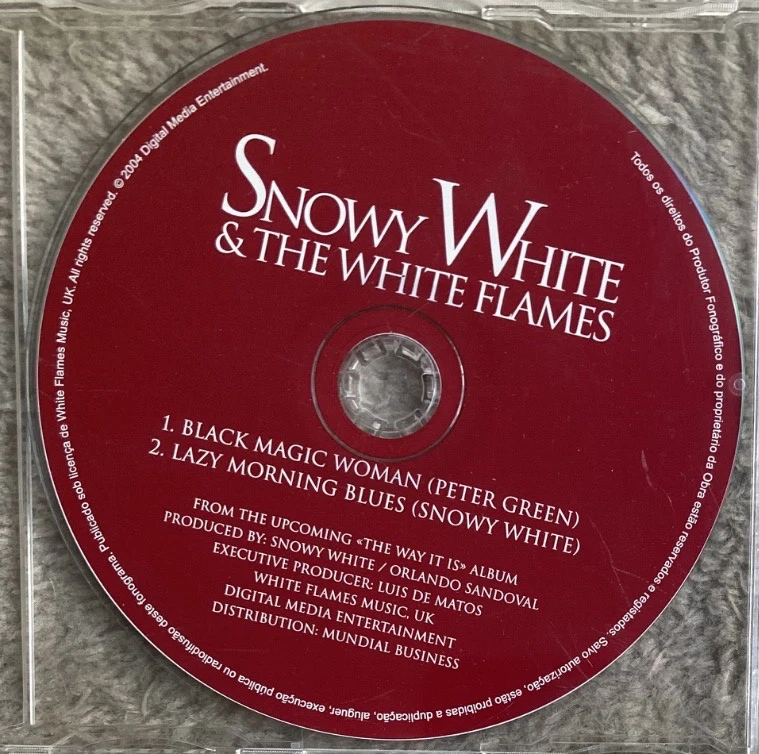 SNOWY WHITE
& THE WHITE FLAMES
1. BLACK MAGIC WOMAN (PETER GREEN)
2. LAZY MORNING BLUES (SNOWY WHITE)
FROM THE UPCOMING «THE WAY IT IS» ALBUM
PRODUCED BY: SNOWY WHITE / ORLANDO SANDOVAL
EXECUTIVE PRODUCER: LUIS DE MATOS
WHITE FLAMES MUSIC, UK
DIGITAL MEDIA ENTERTAINMENT
DISTRIBUTION: MUNDIAL BUSINESS
Todos os direitos do Produtor Fonográfico e do proprietário da Obra estão reservados e registados. Salvo autorização, estão proibidas a duplicação, aluguer, execução pública ou radiodifusão deste fonograma. Publicado sob licença de White Flames Music, UK. All rights reserved. © 2004 Digital Media Entertainment.